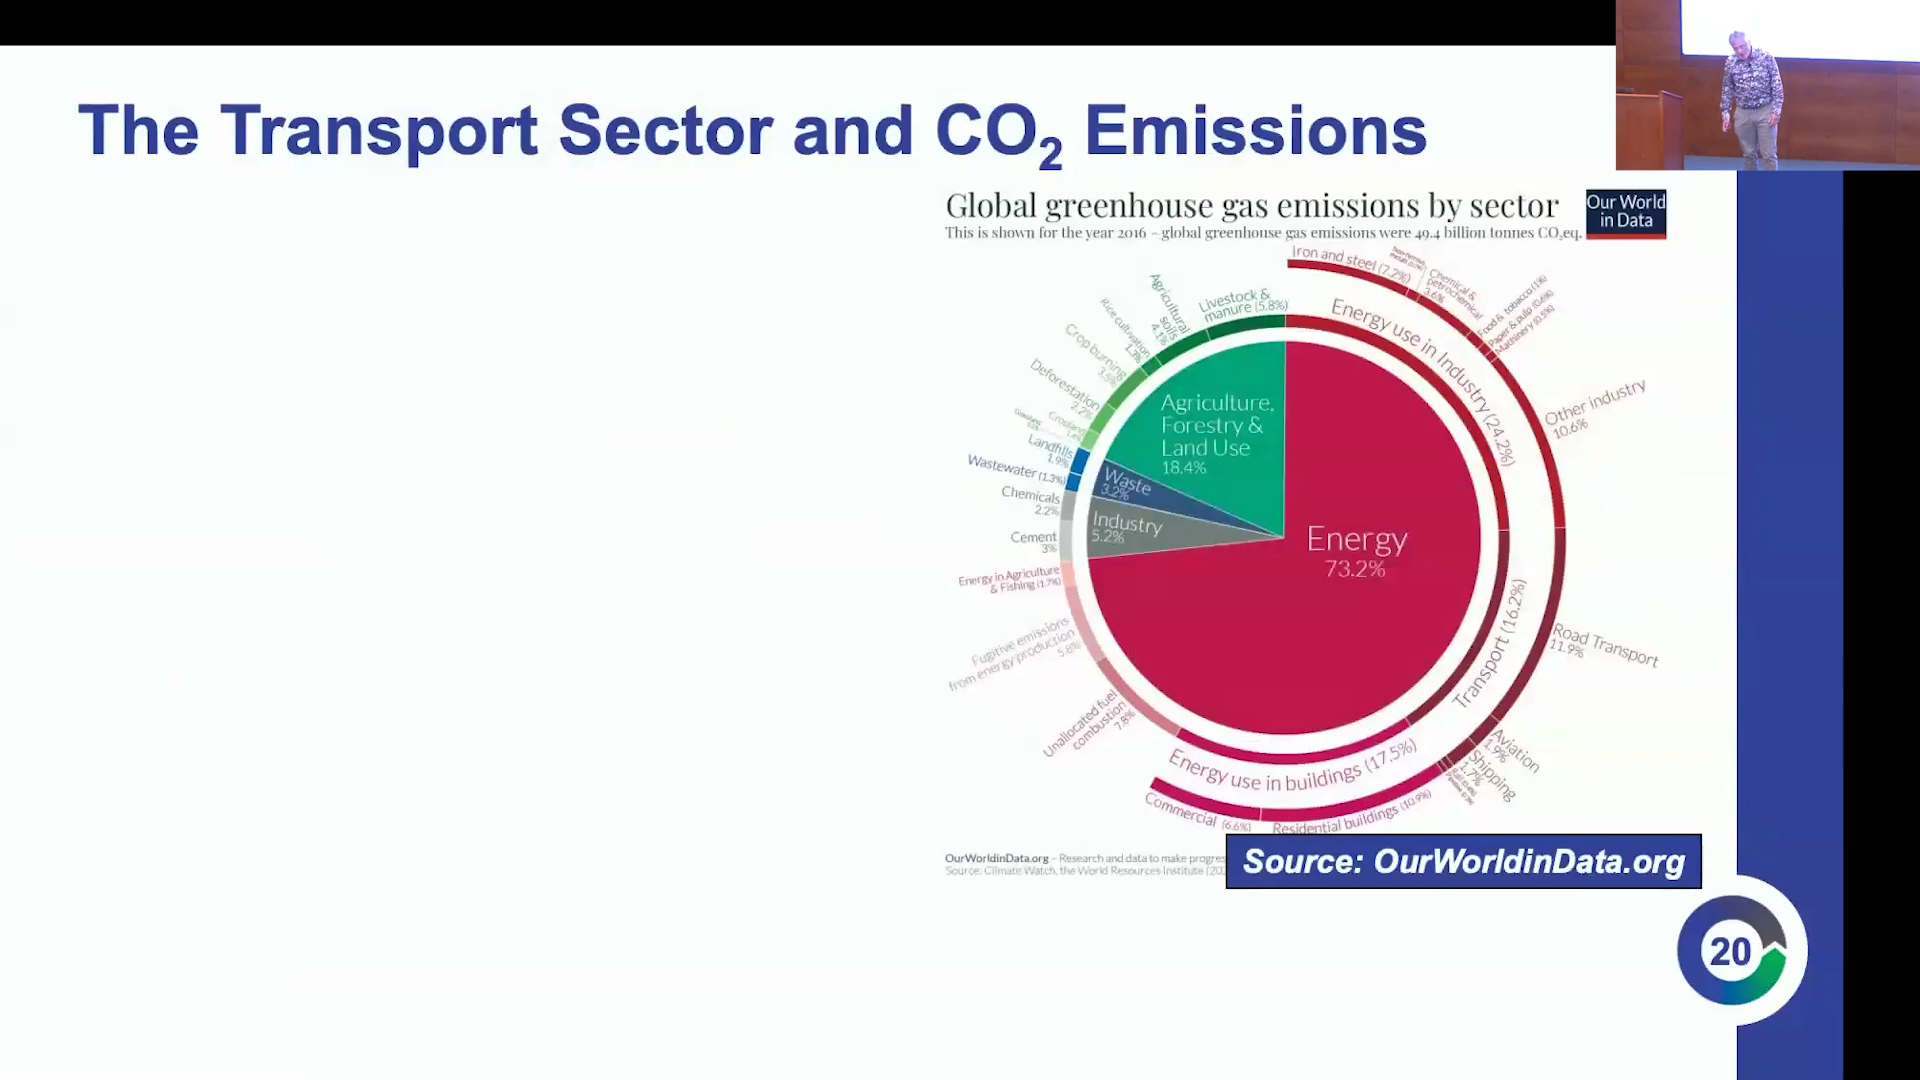 The Transport Sector and CO₂ Emissions
Global greenhouse gas emissions by sector
This is shown for the year 2016 – global greenhouse gas emissions were 49.4 billion tonnes CO₂eq.
Our World
in Data
Iron and steel (7.2%)
Chemical &
petrochemical
3.6%
Food & tobacco (1%)
Paper & pulp (0.6%)
Machinery (0.5%)
Energy use in Industry (24.2%)
Other industry
10.6%
Livestock &
manure (5.8%)
Agricultural
soils
4.1%
Rice cultivation
1.3%
Crop burning
3.5%
Deforestation
2.2%
Cropland
Landfills
1.9%
Wastewater (1.3%)
Chemicals
2.2%
Cement
3%
Energy in Agriculture
& Fishing (1.7%)
Fugitive emissions
from energy production
5.8%
Unallocated fuel
combustion
7.8%
Agriculture,
Forestry &
Land Use
18.4%
Waste
3.2%
Industry
5.2%
Energy
73.2%
Transport (16.2%)
Road Transport
11.9%
Aviation
1.9%
Shipping
1.7%
Energy use in buildings (17.5%)
Commercial (6.6%)
Residential buildings (10.9%)
OurWorldinData.org – Research and data to make progres
Source: Climate Watch, the World Resources Institute (20
Source: OurWorldinData.org
20